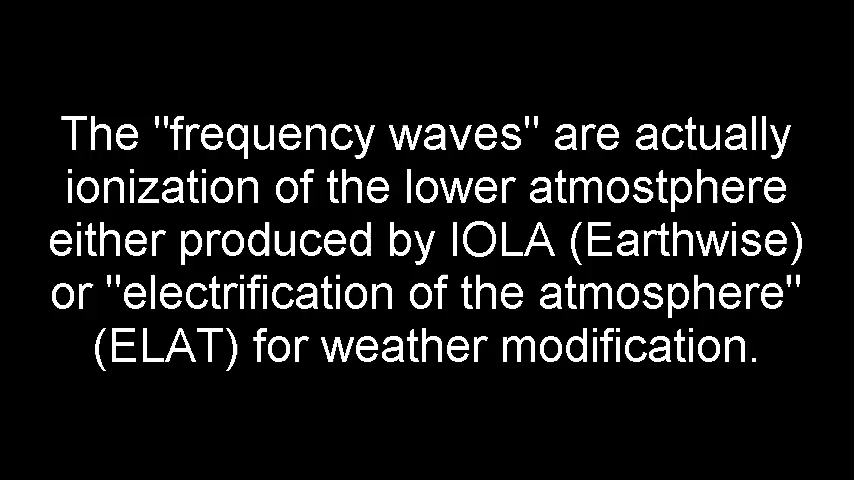 The "frequency waves" are actually
ionization of the lower atmostphere
either produced by IOLA (Earthwise)
or "electrification of the atmosphere"
(ELAT) for weather modification.